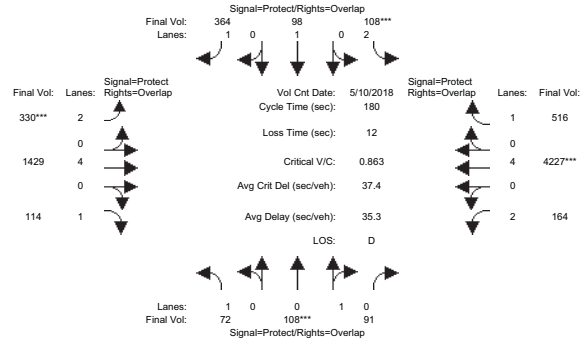 Signal=Protect/Rights=Overlap
Final Vol: 364 98 108***
Lanes: 1 0 1 0 2
Signal=Protect
Final Vol: Lanes: Rights=Overlap
Vol Cnt Date: 5/10/2018
Signal=Protect
Rights=Overlap Lanes: Final Vol:
Cycle Time (sec): 180
330*** 2 1 516
Loss Time (sec): 12
0 0
1429 4 Critical V/C: 0.863 4 4227***
0 Avg Crit Del (sec/veh): 37.4 0
114 1 Avg Delay (sec/veh): 35.3 2 164
LOS: D
Lanes: 1 0 0 1 0
Final Vol: 72 108*** 91
Signal=Protect/Rights=Overlap